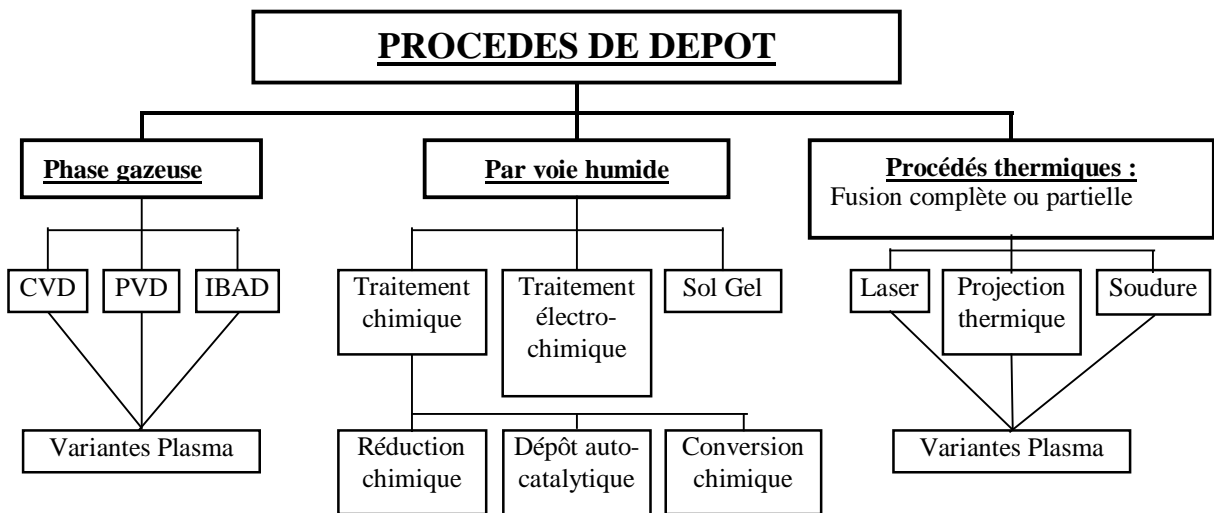 PROCEDES DE DEPOT
Phase gazeuse
Par voie humide
Procédés thermiques :
Fusion complète ou partielle
CVD
PVD
IBAD
Traitement
chimique
Traitement
électro-
chimique
Sol Gel
Laser
Projection
thermique
Soudure
Variantes Plasma
Réduction
chimique
Dépôt auto-
catalytique
Conversion
chimique
Variantes Plasma